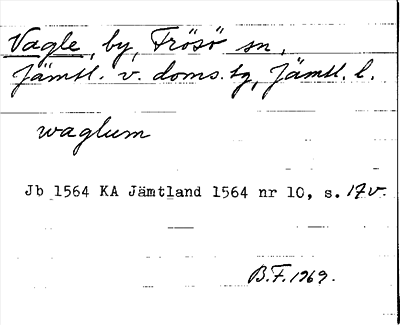 Vagle, by, Frösö sn,
Jämtl. v. doms.tg, Jämtl. l.
waglum
Jb 1564 KA Jämtland 1564 nr 10, s. 17v.
B.F. 1969.